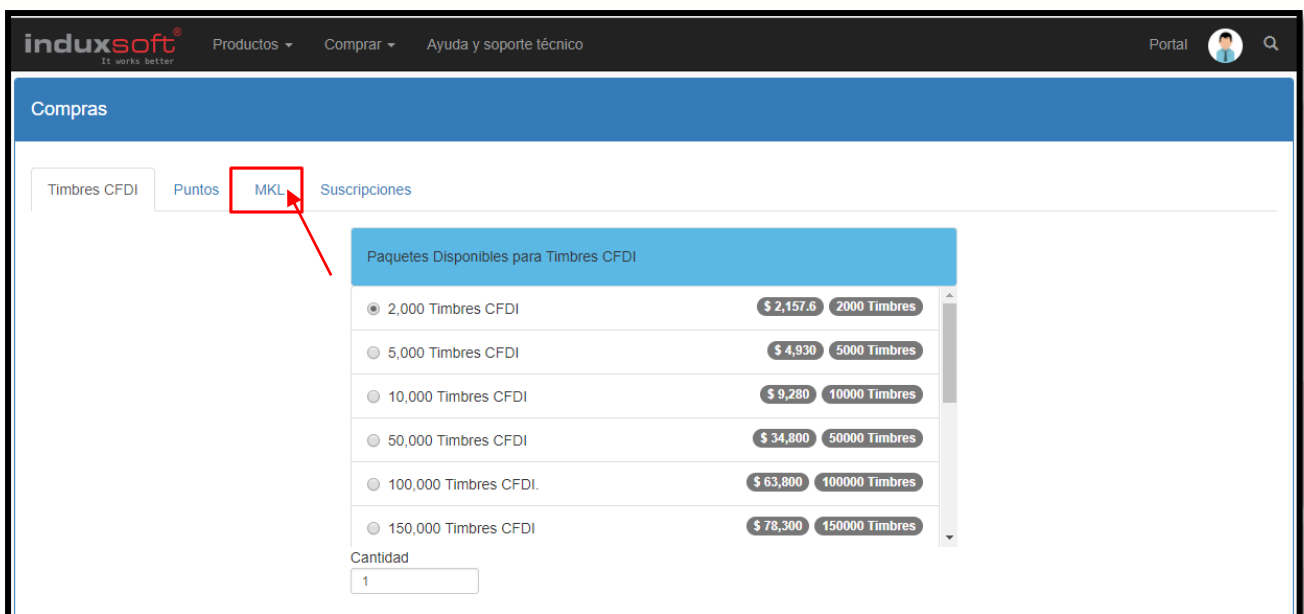 induxsoft®
It works better
Productos
Comprar
Ayuda y soporte técnico
Portal
Compras
Timbres CFDI
Puntos
MKL
Suscripciones
Paquetes Disponibles para Timbres CFDI
2,000 Timbres CFDI $ 2,157.6 2000 Timbres
5,000 Timbres CFDI $ 4,930 5000 Timbres
10,000 Timbres CFDI $ 9,280 10000 Timbres
50,000 Timbres CFDI $ 34,800 50000 Timbres
100,000 Timbres CFDI. $ 63,800 100000 Timbres
150,000 Timbres CFDI $ 78,300 150000 Timbres
Cantidad
1